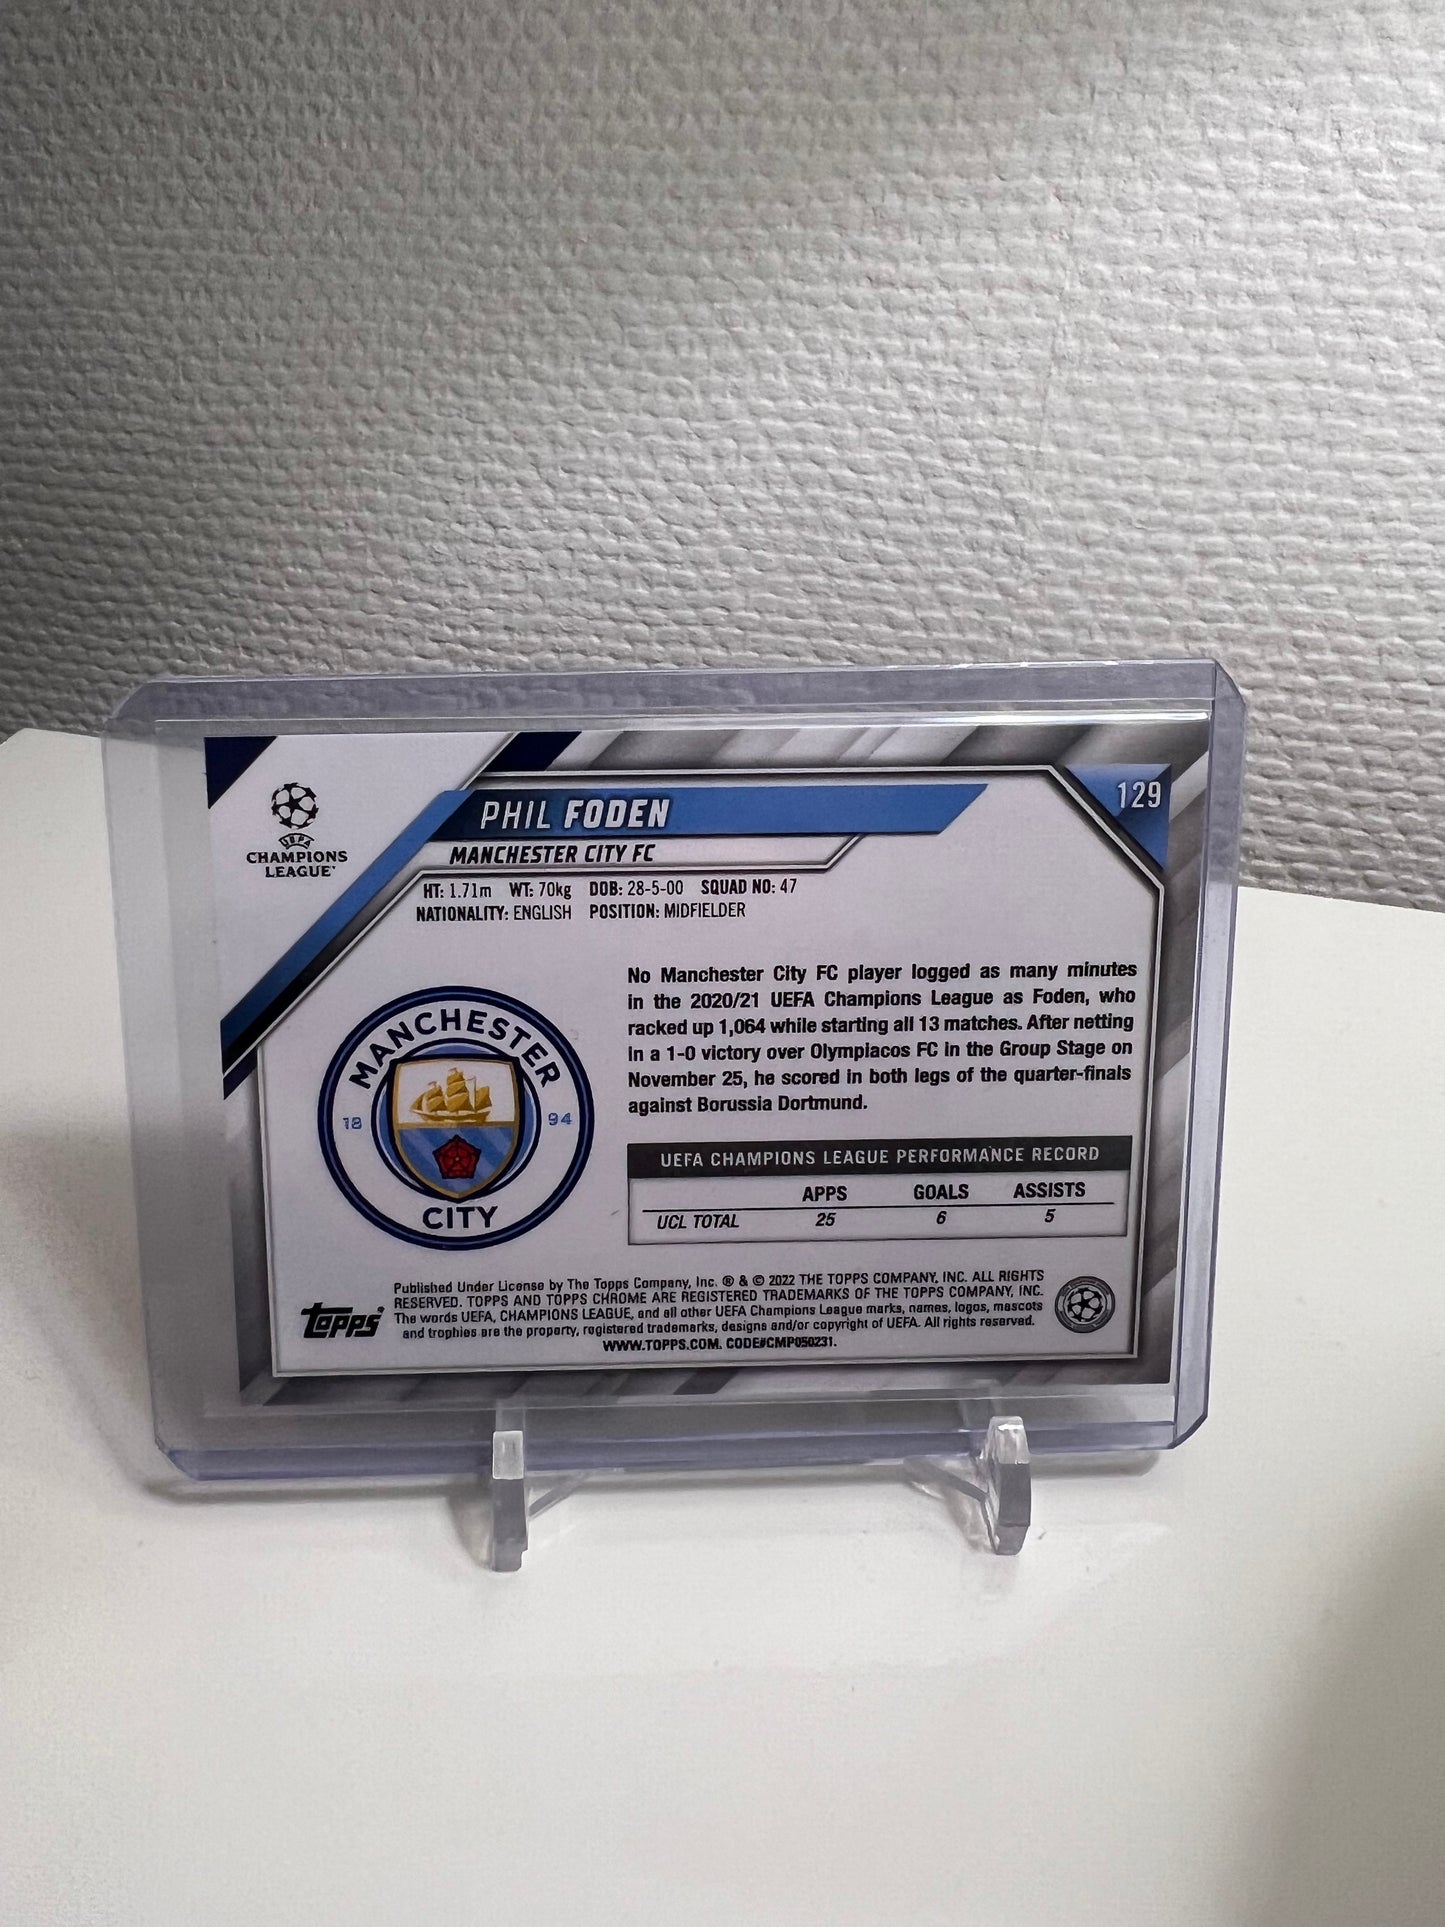 129
PHIL FODEN
MANCHESTER CITY FC
UEFA
CHAMPIONS
LEAGUE
HT: 1.71m WT: 70kg DOB: 28-5-00 SQUAD NO: 47
NATIONALITY: ENGLISH POSITION: MIDFIELDER
No Manchester City FC player logged as many minutes
in the 2020/21 UEFA Champions League as Foden, who
racked up 1,064 while starting all 13 matches. After netting
in a 1-0 victory over Olympiacos FC in the Group Stage on
November 25, he scored in both legs of the quarter-finals
against Borussia Dortmund.
MANCHESTER
18 94
CITY
UEFA CHAMPIONS LEAGUE PERFORMANCE RECORD
APPS GOALS ASSISTS
UCL TOTAL 25 6 5
Published Under License by The Topps Company, Inc. ® & © 2022 THE TOPPS COMPANY, INC. ALL RIGHTS
RESERVED. TOPPS AND TOPPS CHROME ARE REGISTERED TRADEMARKS OF THE TOPPS COMPANY, INC.
The words UEFA, CHAMPIONS LEAGUE, and all other UEFA Champions League marks, names, logos, mascots
and trophies are the property, registered trademarks, designs and/or copyright of UEFA. All rights reserved.
WWW.TOPPS.COM. CODE#CMP050231.
topps